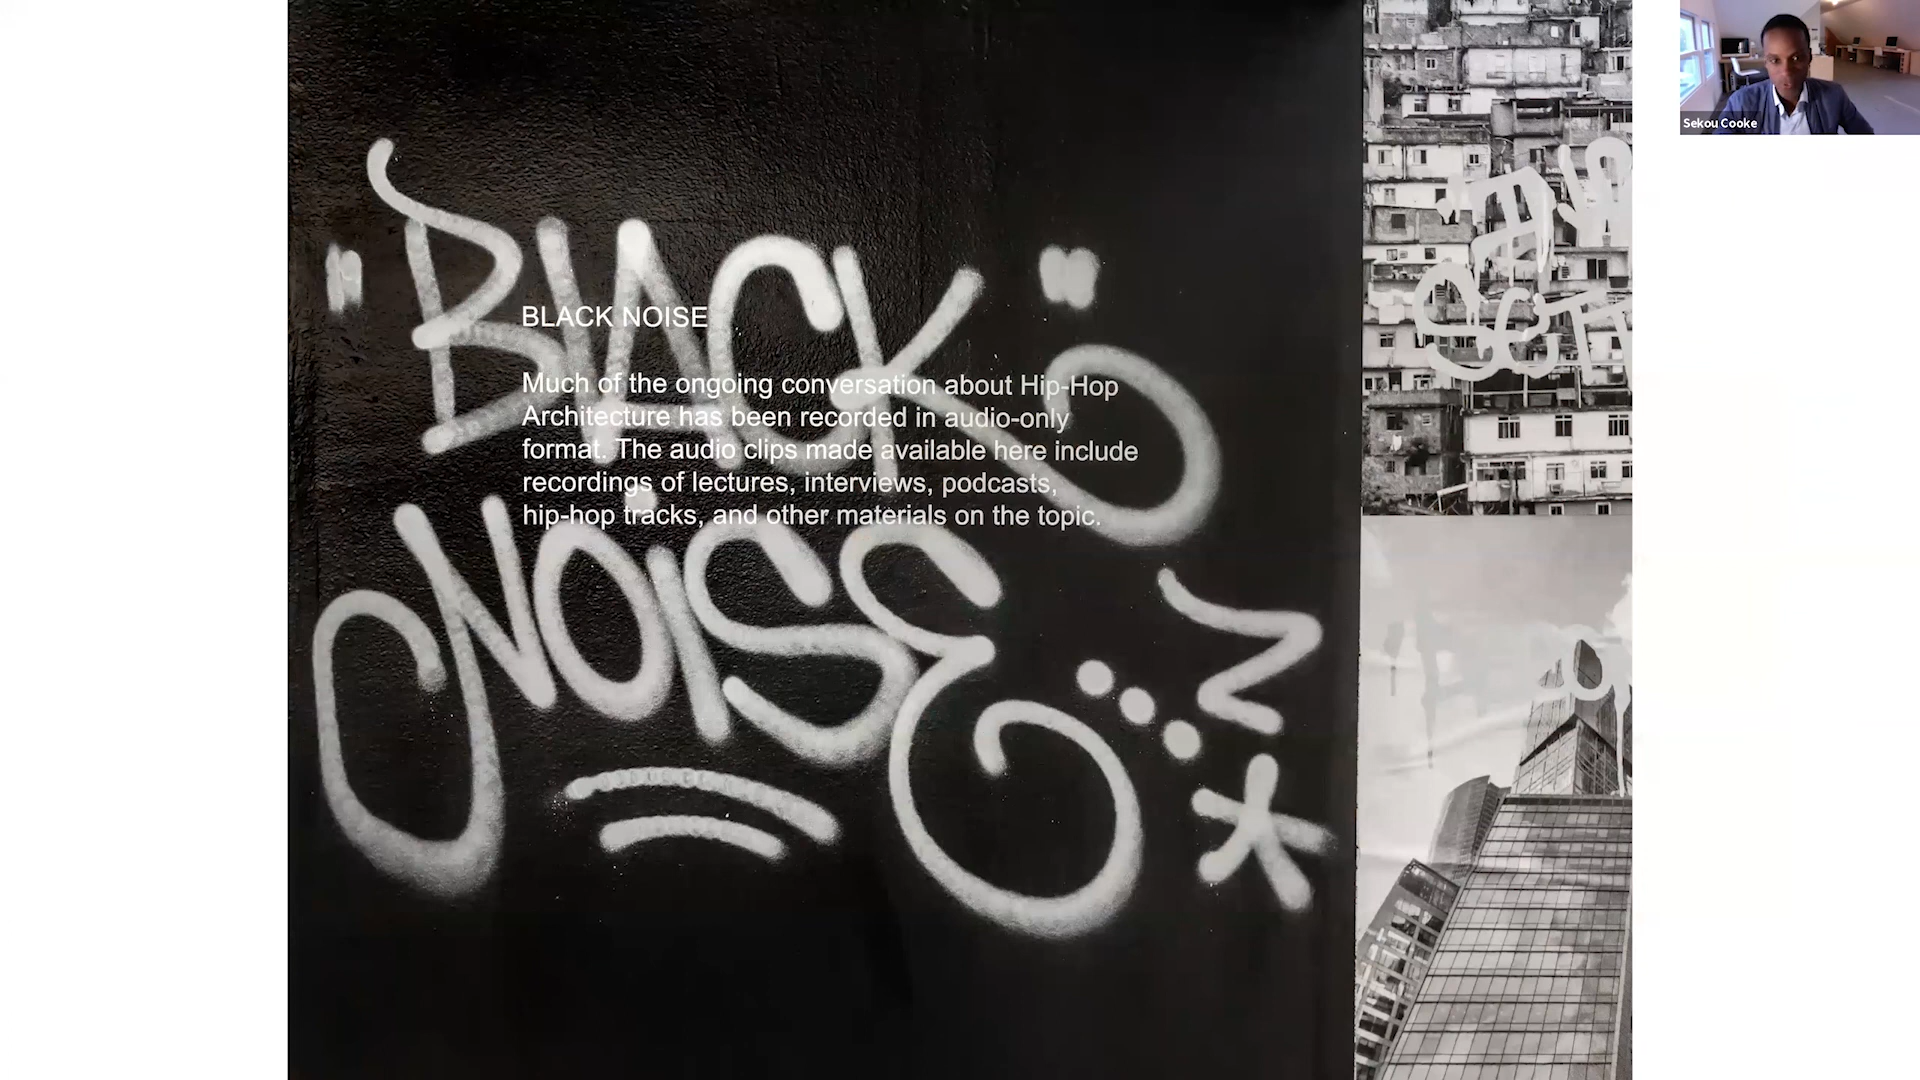 Sekou Cooke
"BLACK"
NOISE
BLACK NOISE
Much of the ongoing conversation about Hip-Hop
Architecture has been recorded in audio-only
format. The audio clips made available here include
recordings of lectures, interviews, podcasts,
hip-hop tracks, and other materials on the topic.